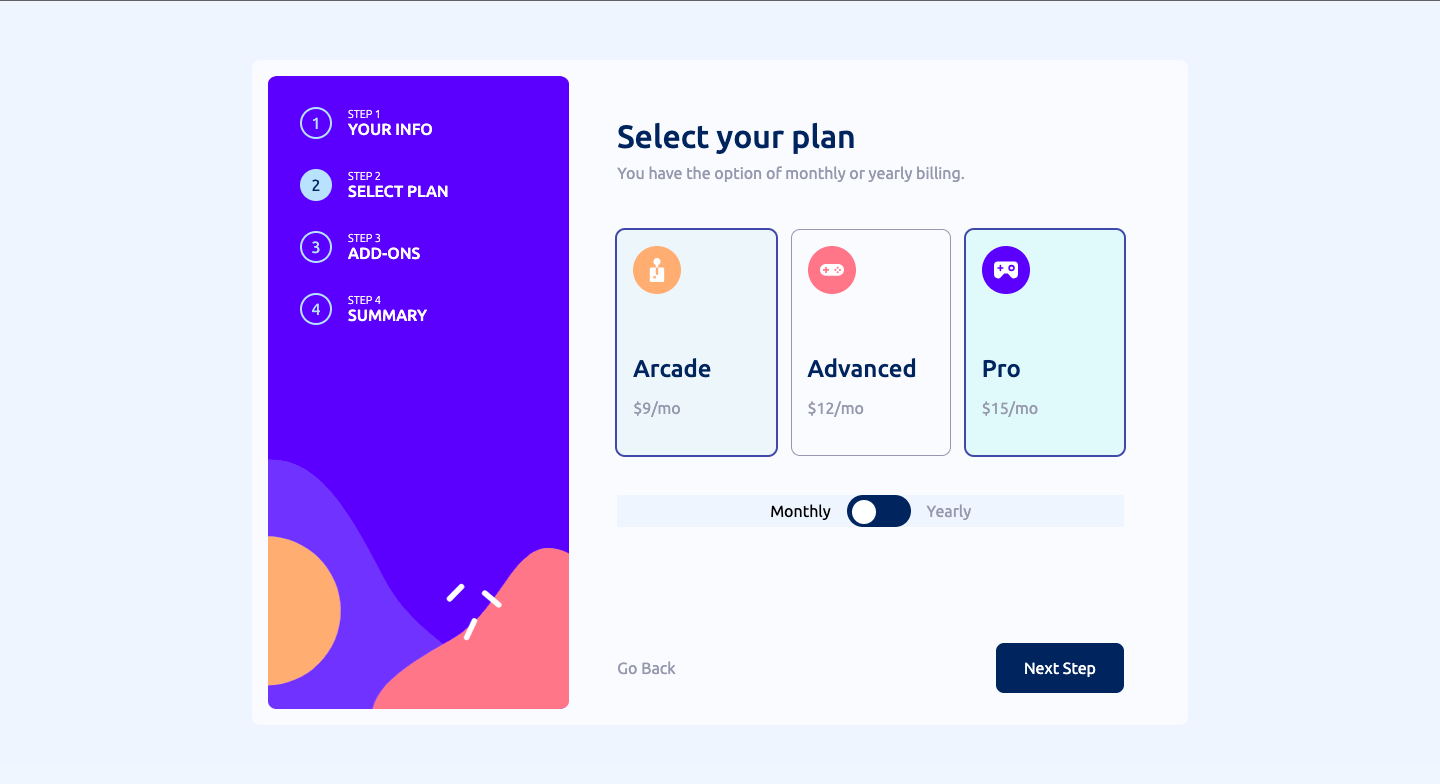 1
STEP 1
YOUR INFO
2
STEP 2
SELECT PLAN
3
STEP 3
ADD-ONS
4
STEP 4
SUMMARY
Select your plan
You have the option of monthly or yearly billing.
Arcade
$9/mo
Advanced
$12/mo
Pro
$15/mo
Monthly
Yearly
Go Back
Next Step